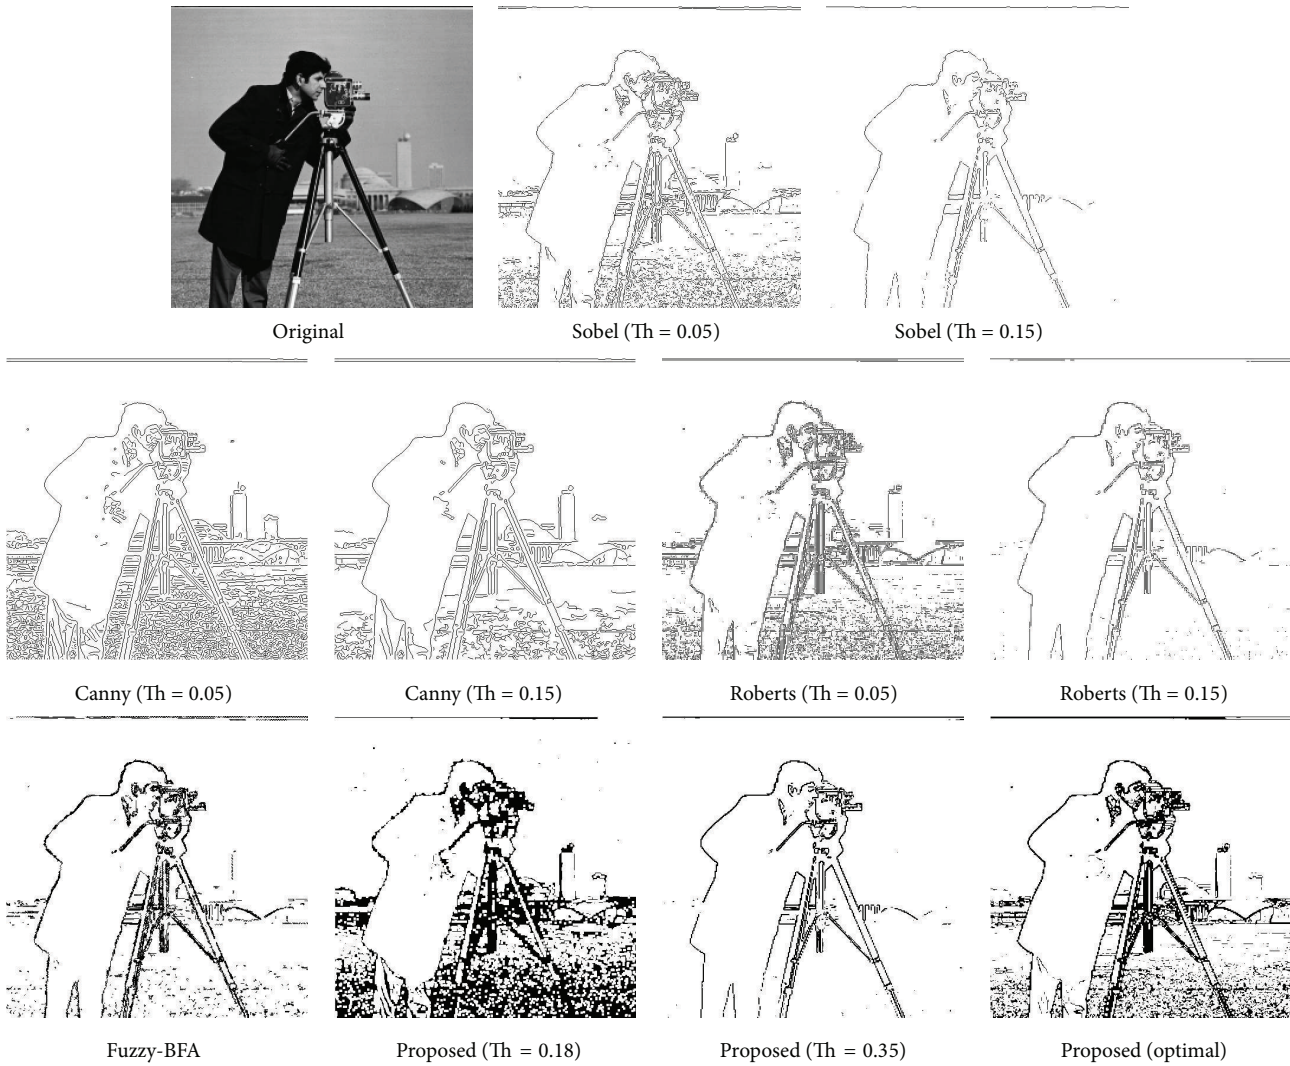 Original
Sobel (Th = 0.05)
Sobel (Th = 0.15)
Canny (Th = 0.05)
Canny (Th = 0.15)
Roberts (Th = 0.05)
Roberts (Th = 0.15)
Fuzzy-BFA
Proposed (Th = 0.18)
Proposed (Th = 0.35)
Proposed (optimal)